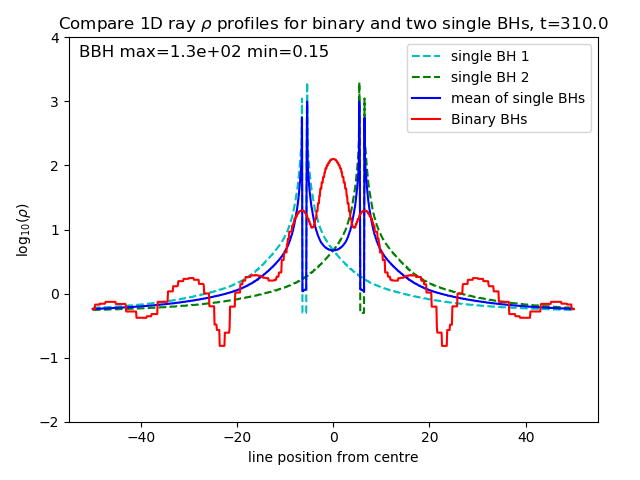 Compare 1D ray ρ profiles for binary and two single BHs, t=310.0
BBH max=1.3e+02 min=0.15
single BH 1
single BH 2
mean of single BHs
Binary BHs
log₁₀(ρ)
4
3
2
1
0
−1
−2
−40 −20 0 20 40
line position from centre